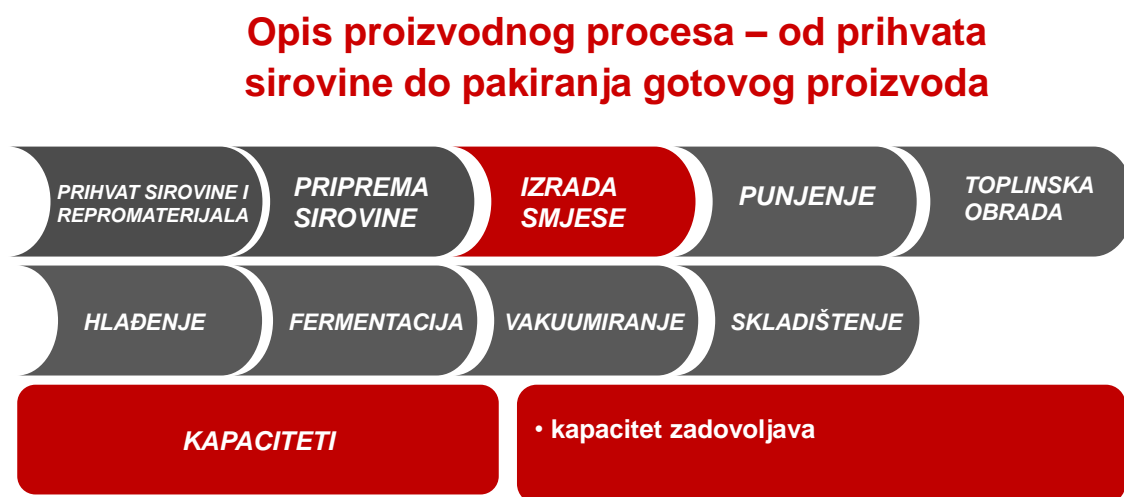 Opis proizvodnog procesa – od prihvata
sirovine do pakiranja gotovog proizvoda
PRIHVAT SIROVINE I
REPROMATERIJALA
PRIPREMA
SIROVINE
IZRADA
SMJESE
PUNJENJE
TOPLINSKA
OBRADA
HLAĐENJE
FERMENTACIJA
VAKUUMIRANJE
SKLADIŠTENJE
KAPACITETI
• kapacitet zadovoljava